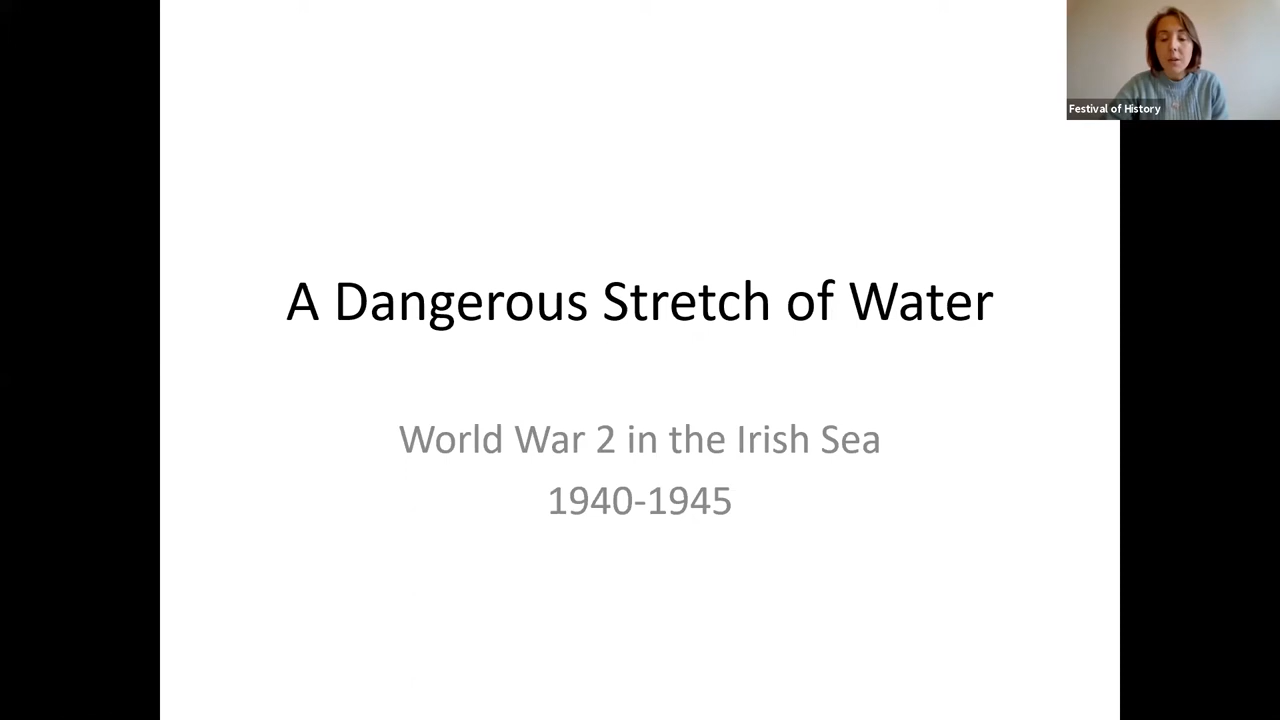 Festival of History
A Dangerous Stretch of Water
World War 2 in the Irish Sea
1940-1945